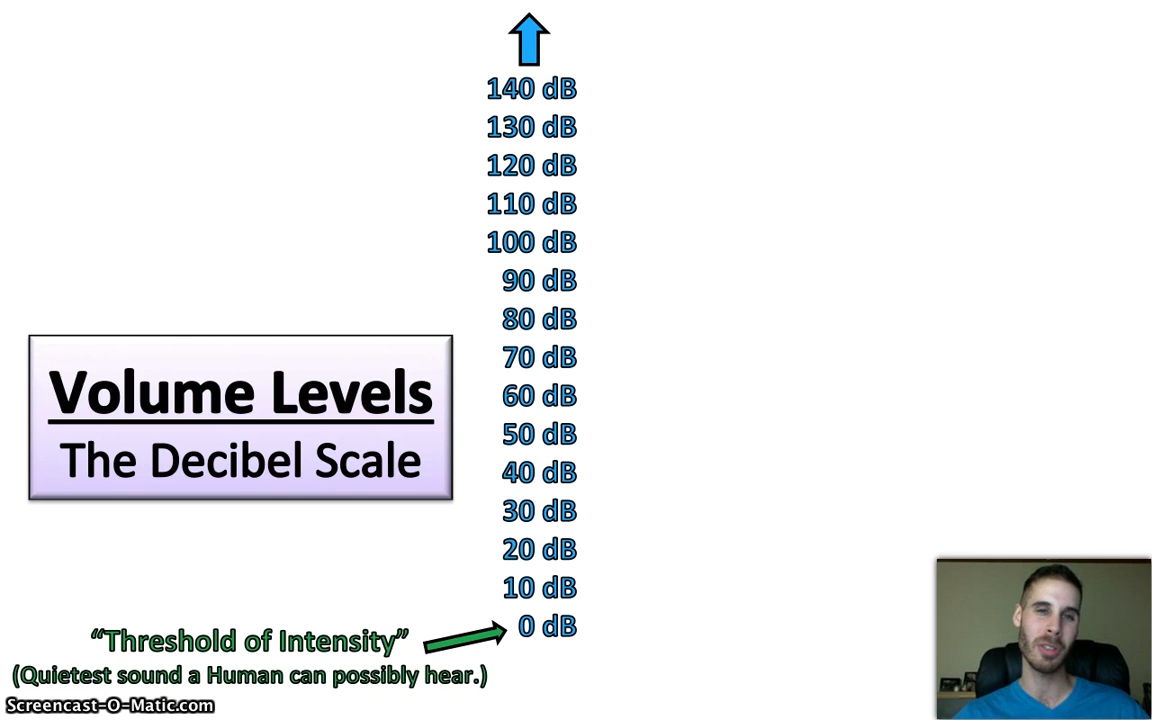 140 dB
130 dB
120 dB
110 dB
100 dB
90 dB
80 dB
70 dB
60 dB
50 dB
40 dB
30 dB
20 dB
10 dB
0 dB
Volume Levels
The Decibel Scale
“Threshold of Intensity”
(Quietest sound a Human can possibly hear.)
Screencast-O-Matic.com